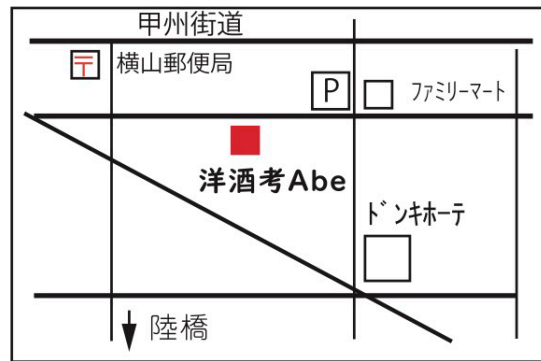 甲州街道
〒 横山郵便局
P ファミリーマート
洋酒考Abe
ドンキホーテ
陸橋